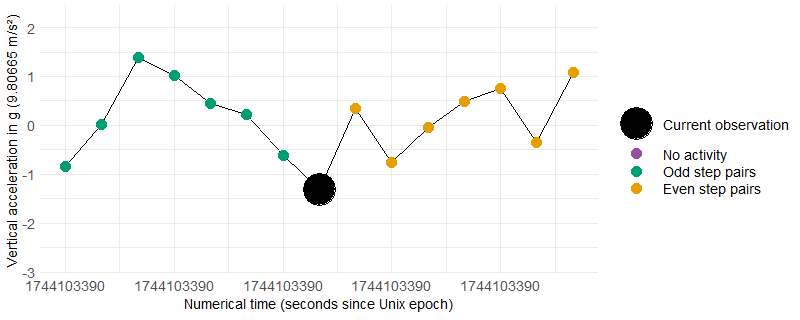 Vertical acceleration in g (9.80665 m/s²)
2
1
0
-1
-2
-3
1744103390 1744103390 1744103390 1744103390 1744103390
Numerical time (seconds since Unix epoch)
Current observation
No activity
Odd step pairs
Even step pairs